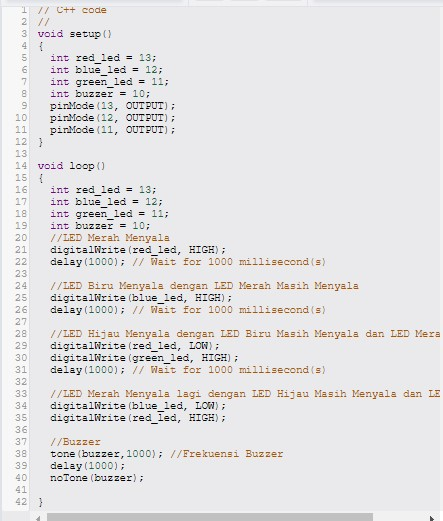 1 // C++ code
2 //
3 void setup()
4 {
5 int red_led = 13;
6 int blue_led = 12;
7 int green_led = 11;
8 int buzzer = 10;
9 pinMode(13, OUTPUT);
10 pinMode(12, OUTPUT);
11 pinMode(11, OUTPUT);
12 }
13
14 void loop()
15 {
16 int red_led = 13;
17 int blue_led = 12;
18 int green_led = 11;
19 int buzzer = 10;
20 //LED Merah Menyala
21 digitalWrite(red_led, HIGH);
22 delay(1000); // Wait for 1000 millisecond(s)
23
24 //LED Biru Menyala dengan LED Merah Masih Menyala
25 digitalWrite(blue_led, HIGH);
26 delay(1000); // Wait for 1000 millisecond(s)
27
28 //LED Hijau Menyala dengan LED Biru Masih Menyala dan LED Mera
29 digitalWrite(red_led, LOW);
30 digitalWrite(green_led, HIGH);
31 delay(1000); // Wait for 1000 millisecond(s)
32
33 //LED Merah Menyala lagi dengan LED Hijau Masih Menyala dan LE
34 digitalWrite(blue_led, LOW);
35 digitalWrite(red_led, HIGH);
36
37 //Buzzer
38 tone(buzzer,1000); //Frekuensi Buzzer
39 delay(1000);
40 noTone(buzzer);
41
42 }